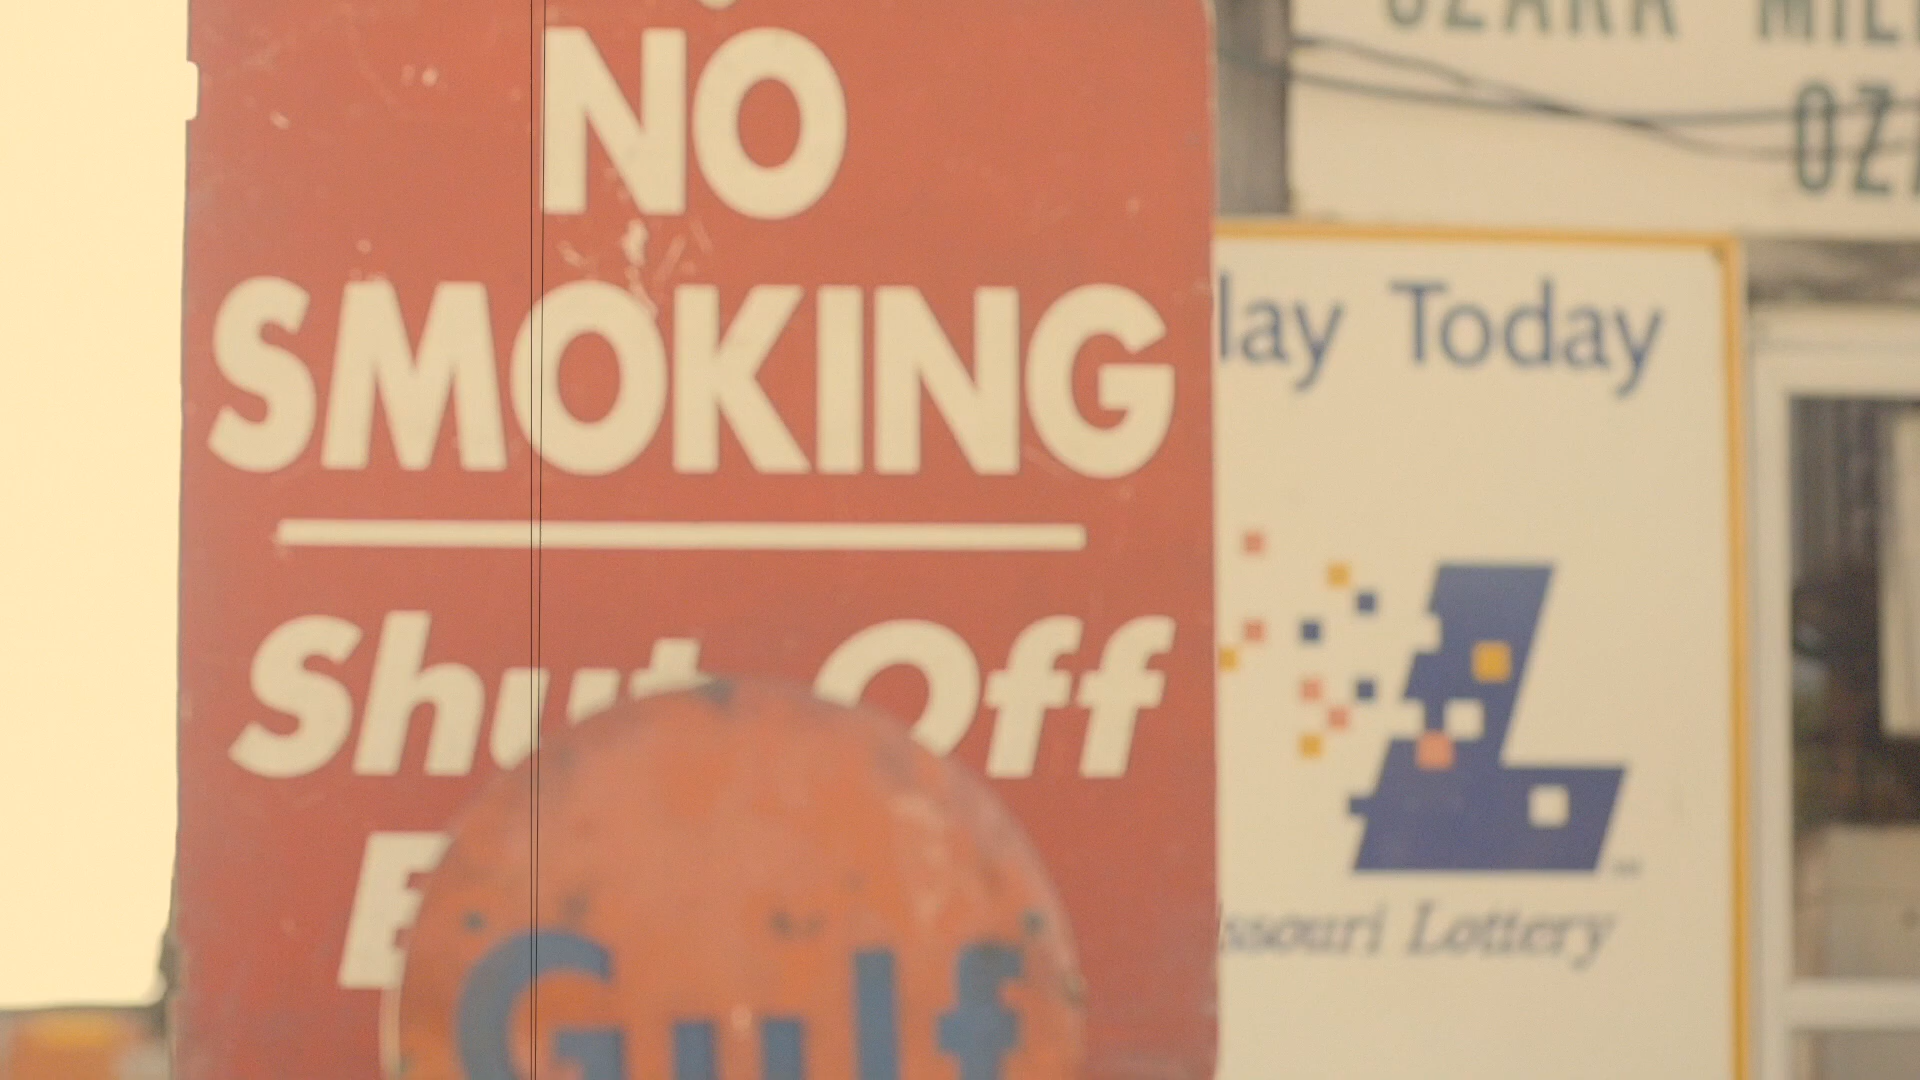 NO
SMOKING
Shut Off
Gulf
lay Today
L
ssouri Lottery
OZARK MIL
OZ